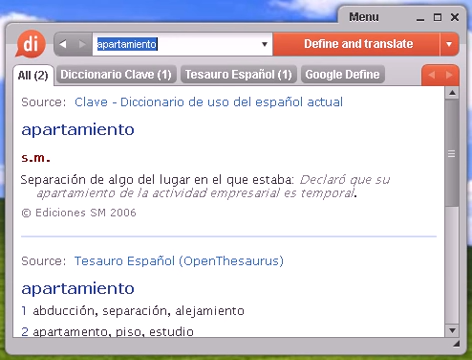 Menu
di
apartamiento
Define and translate
All (2)
Diccionario Clave (1)
Tesauro Español (1)
Google Define
Source: Clave - Diccionario de uso del español actual
apartamiento
s.m.
Separación de algo del lugar en el que estaba: Declaró que su
apartamiento de la actividad empresarial es temporal.
© Ediciones SM 2006
Source: Tesauro Español (OpenThesaurus)
apartamiento
1 abducción, separación, alejamiento
2 apartamento, piso, estudio